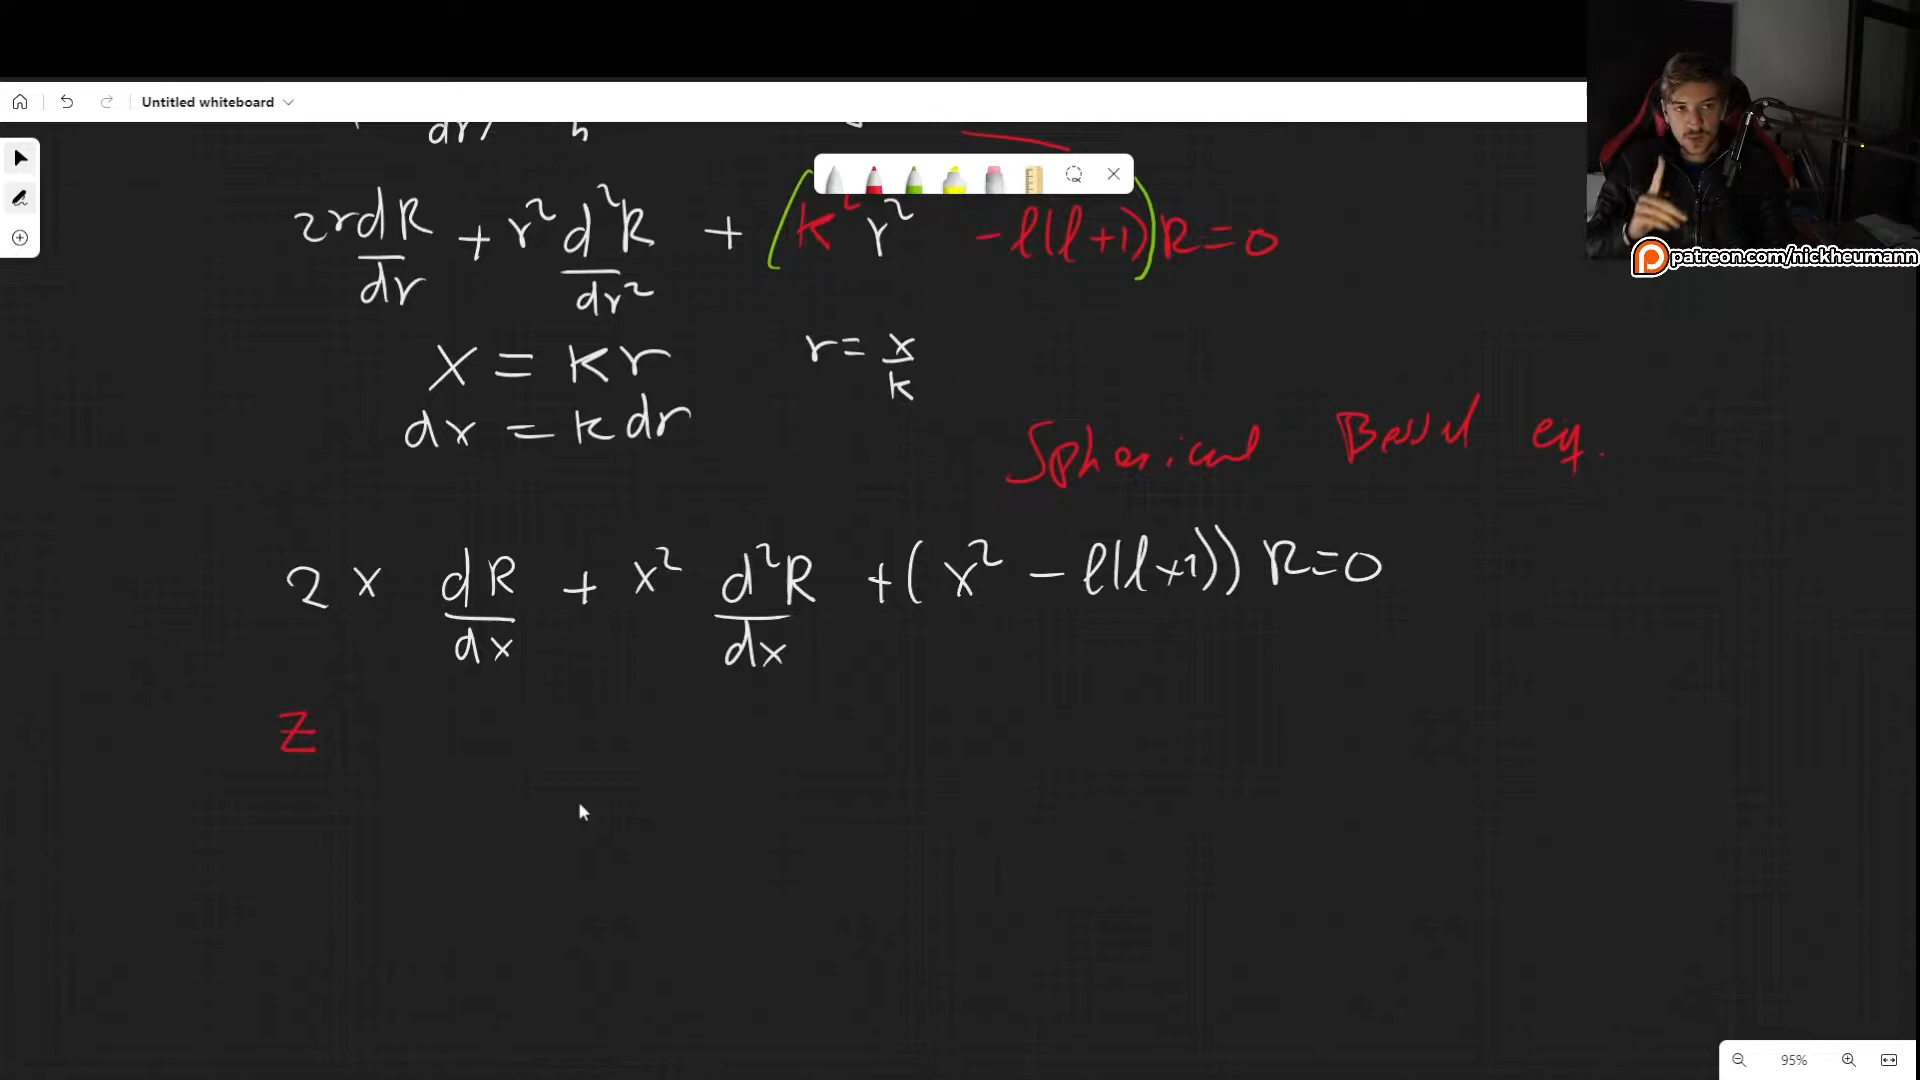 Untitled whiteboard
2r dR/dr + r² d²R/dr² + (k² r² - l(l+1)) R = 0
x = kr
r = x/k
dx = k dr
Spherical Bessel eq.
2 x dR/dx + x² d²R/dx + (x² - l(l+1)) R = 0
Z
patreon.com/nickheumann
95%